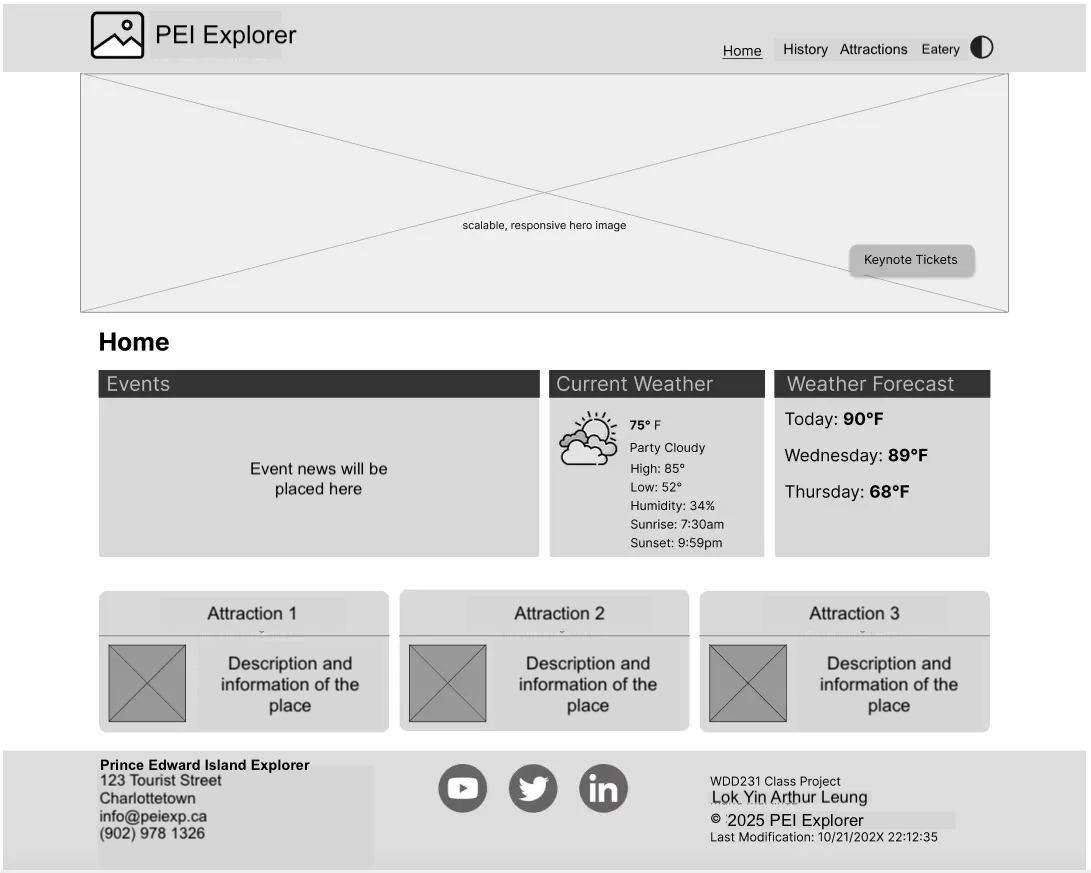 PEI Explorer
Home History Attractions Eatery
scalable, responsive hero image
Keynote Tickets
Home
Events
Event news will be
placed here
Current Weather
75° F
Party Cloudy
High: 85°
Low: 52°
Humidity: 34%
Sunrise: 7:30am
Sunset: 9:59pm
Weather Forecast
Today: 90°F
Wednesday: 89°F
Thursday: 68°F
Attraction 1
Description and
information of the
place
Attraction 2
Description and
information of the
place
Attraction 3
Description and
information of the
place
Prince Edward Island Explorer
123 Tourist Street
Charlottetown
info@peiexp.ca
(902) 978 1326
in
WDD231 Class Project
Lok Yin Arthur Leung
© 2025 PEI Explorer
Last Modification: 10/21/202X 22:12:35